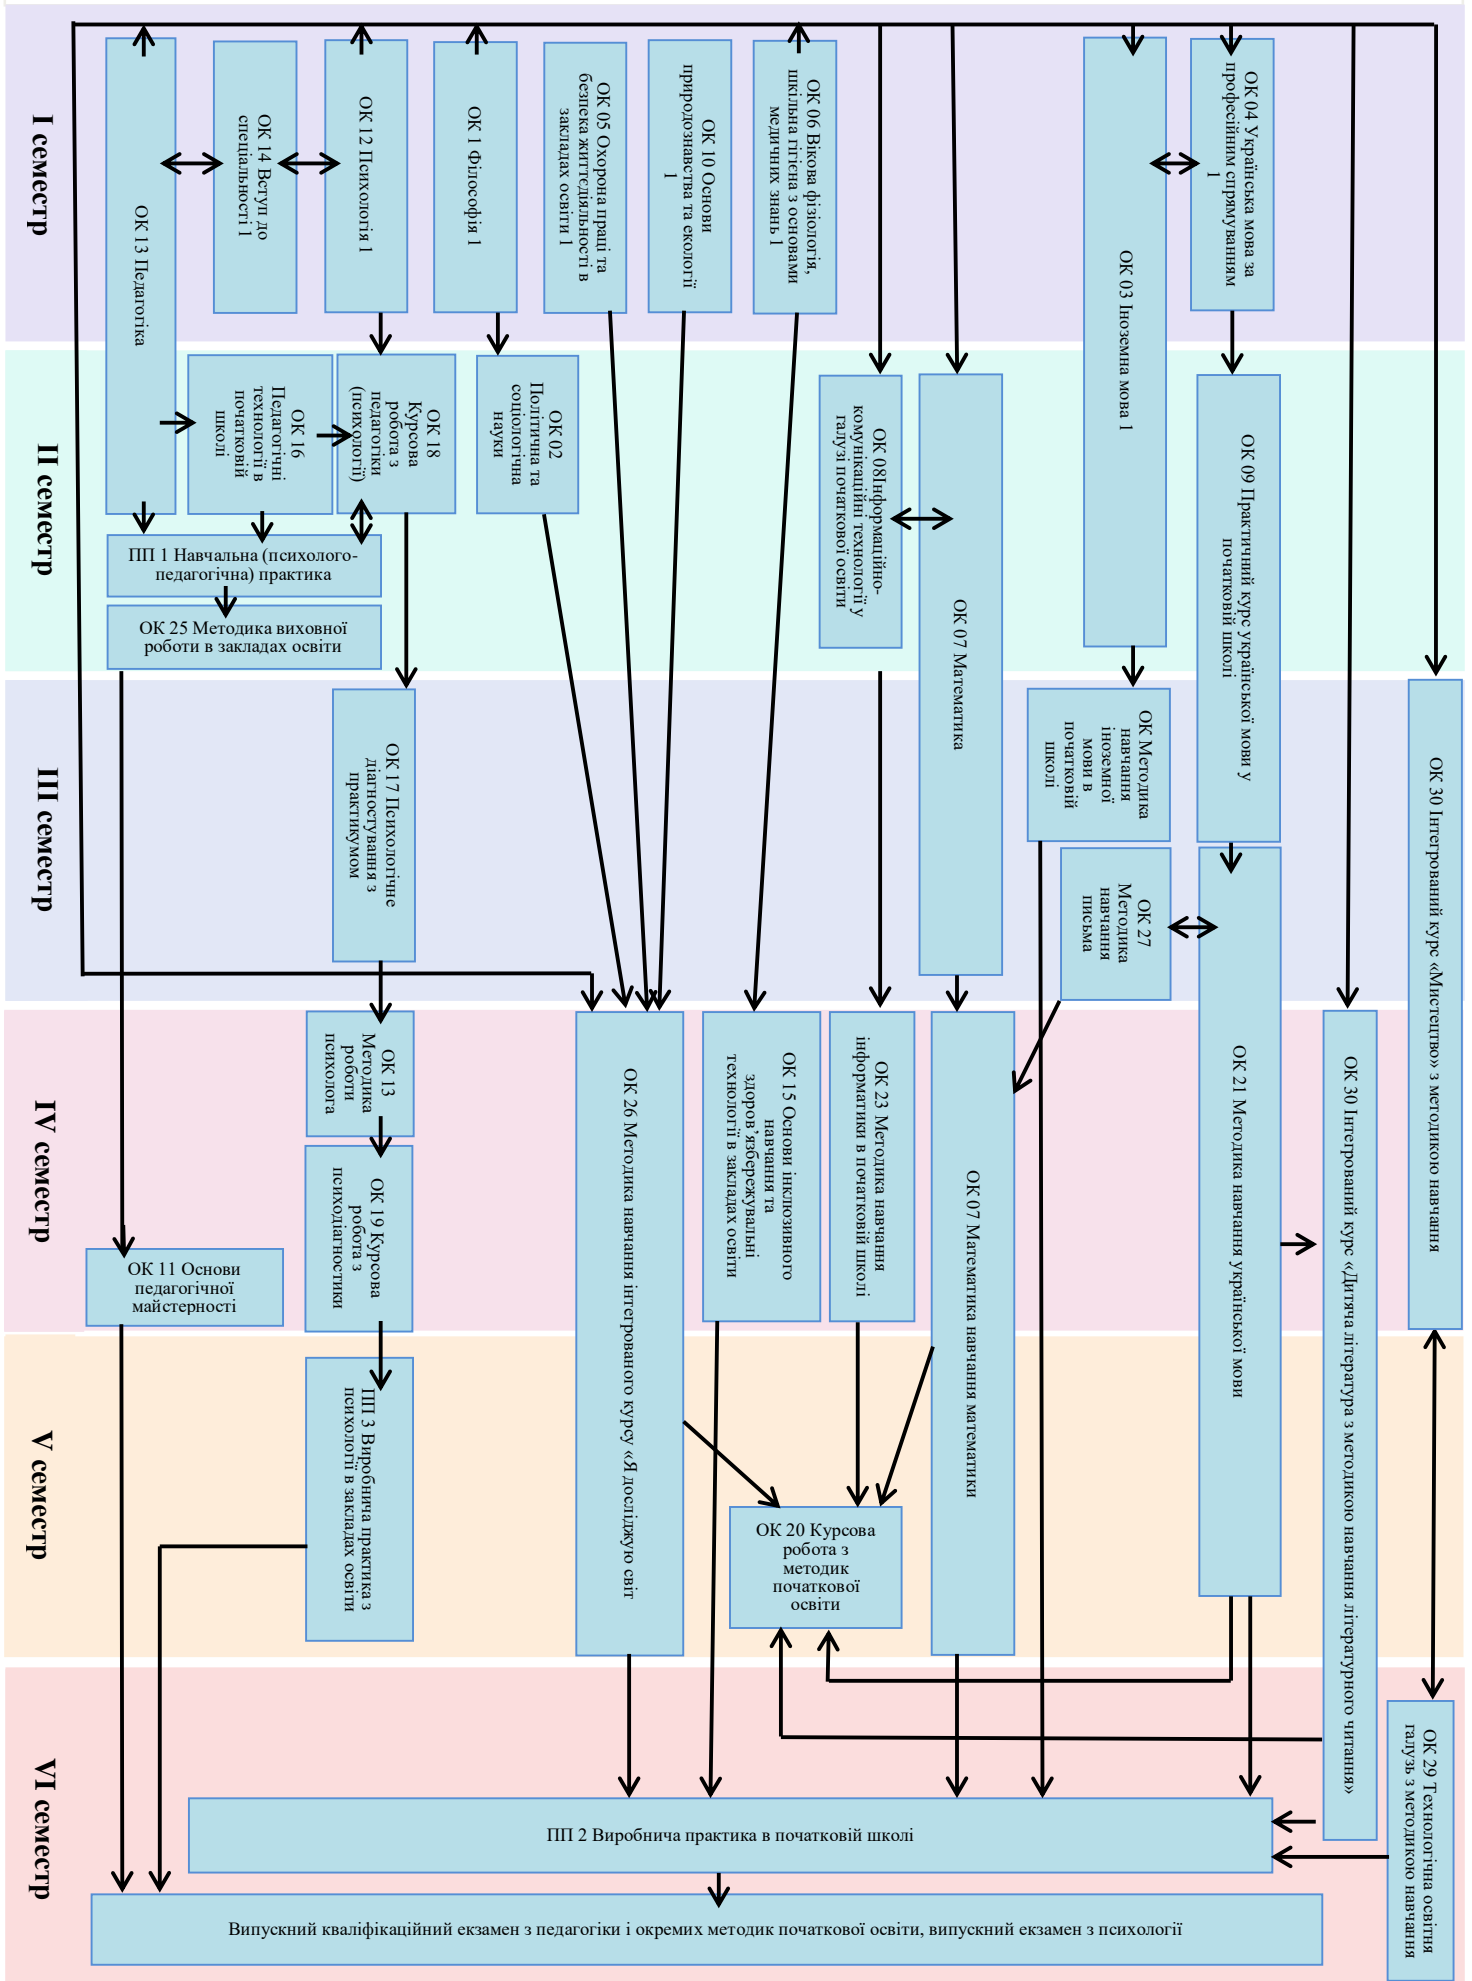 I семестр
ОК 13 Педагогіка
ОК 14 Вступ до
спеціальності 1
ОК 12 Психологія 1
ОК 1 Філософія 1
ОК 05 Охорона праці та
безпека життєдіяльності в
закладах освіти 1
ОК 10 Основи
природознавства та екології
1
ОК 06 Вікова фізіологія,
шкільна гігієна з основами
медичних знань 1
ОК 03 Іноземна мова 1
ОК 04 Українська мова за
професійним спрямуванням
1
II семестр
ОК 16
Педагогічні
технології в
початковій
школі
ОК 18
Курсова
робота з
педагогіки
(психології)
ОК 02
Політична та
соціологічна
науки
ОК 08Інформаційно-
комунікаційні технології у
галузі початкової освіти
ОК 07 Математика
ОК 09 Практичний курс української мови у
початковій школі
ПП 1 Навчальна (психолого-
педагогічна) практика
ОК 25 Методика виховної
роботи в закладах освіти
III семестр
ОК 17 Психологічне
діагностування з
практикумом
ОК Методика
навчання
іноземної
мови в
початковій
школі
ОК 27
Методика
навчання
письма
ОК 30 Інтегрований курс «Мистецтво» з методикою навчання
IV семестр
ОК 13
Методика
роботи
психолога
ОК 19 Курсова
робота з
психодіагностики
ОК 11 Основи
педагогічної
майстерності
ОК 26 Методика навчання інтегрованого курсу «Я досліджую світ
ОК 15 Основи інклюзивного
навчання та
здоров’язбережувальні
технології в закладах освіти
ОК 23 Методика навчання
інформатики в початковій школі
ОК 07 Математика навчання математики
ОК 21 Методика навчання української мови
ОК 30 Інтегрований курс «Дитяча література з методикою навчання літературного читання»
V семестр
ПП 3 Виробнича практика з
психології в закладах освіти
ОК 20 Курсова
робота з
методик
початкової
освіти
VI семестр
ОК 29 Технологічна освітня
галузь з методикою навчання
ПП 2 Виробнича практика в початковій школі
Випускний кваліфікаційний екзамен з педагогіки і окремих методик початкової освіти, випускний екзамен з психології